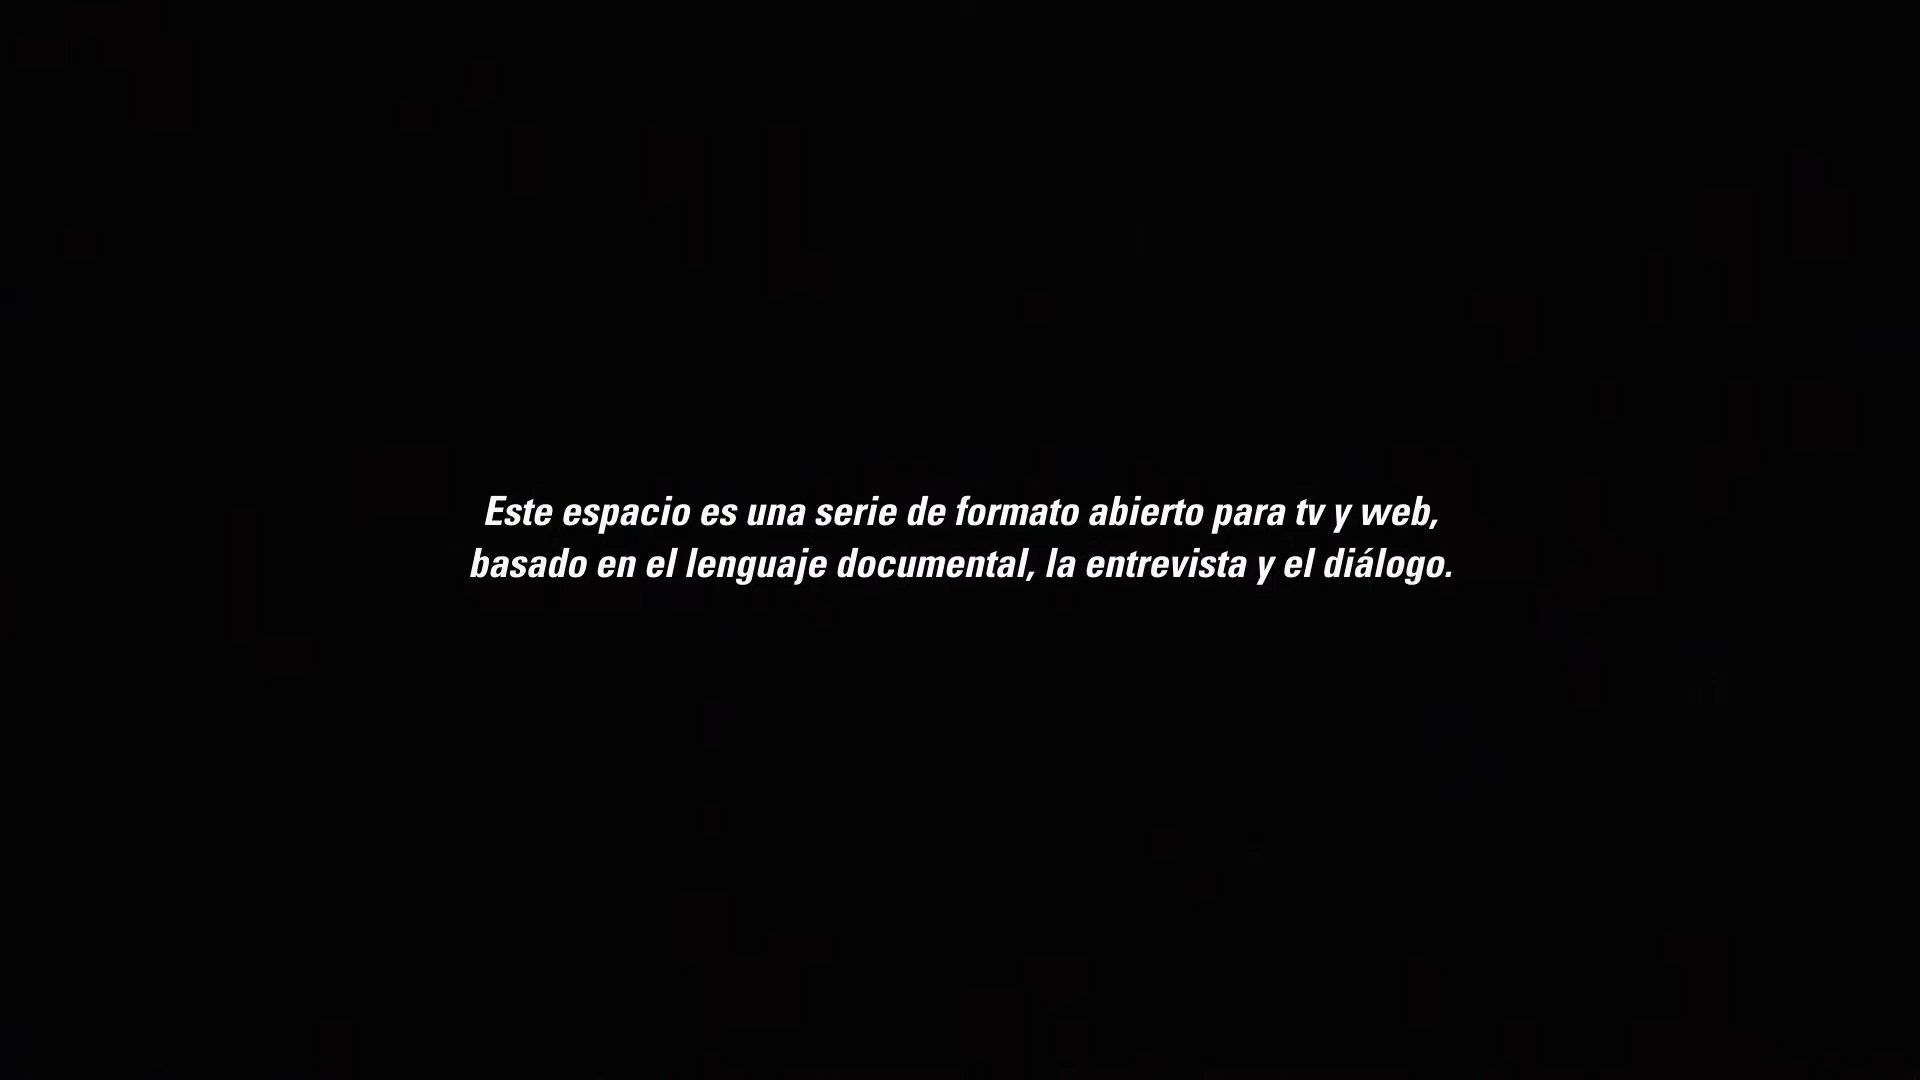 Este espacio es una serie de formato abierto para tv y web,
basado en el lenguaje documental, la entrevista y el diálogo.